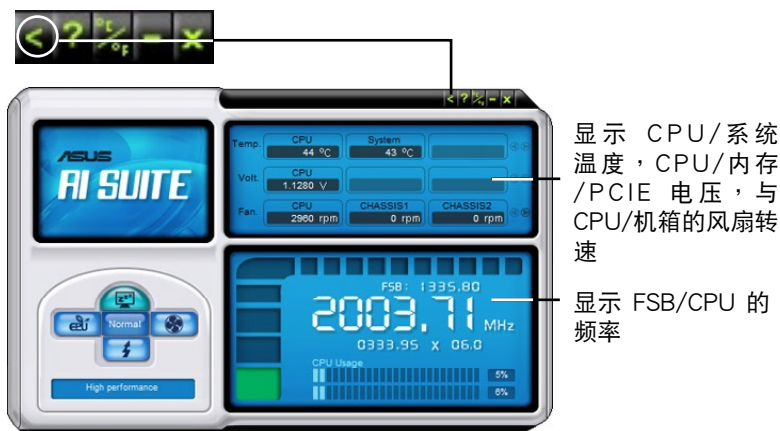 < ? °C/°F - x
< ? °C/°F - x
ASUS
AI SUITE
Temp. CPU 44 °C System 43 °C
Volt. CPU 1.1280 V
Fan. CPU 2960 rpm CHASSIS1 0 rpm CHASSIS2 0 rpm
显示 CPU/系统
温度，CPU/内存
/PCIE 电压，与
CPU/机箱的风扇转
速
FSB: 1335.80
2003.71 MHz
0333.95 x 06.0
CPU Usage
5%
6%
显示 FSB/CPU 的
频率
Normal
High performance